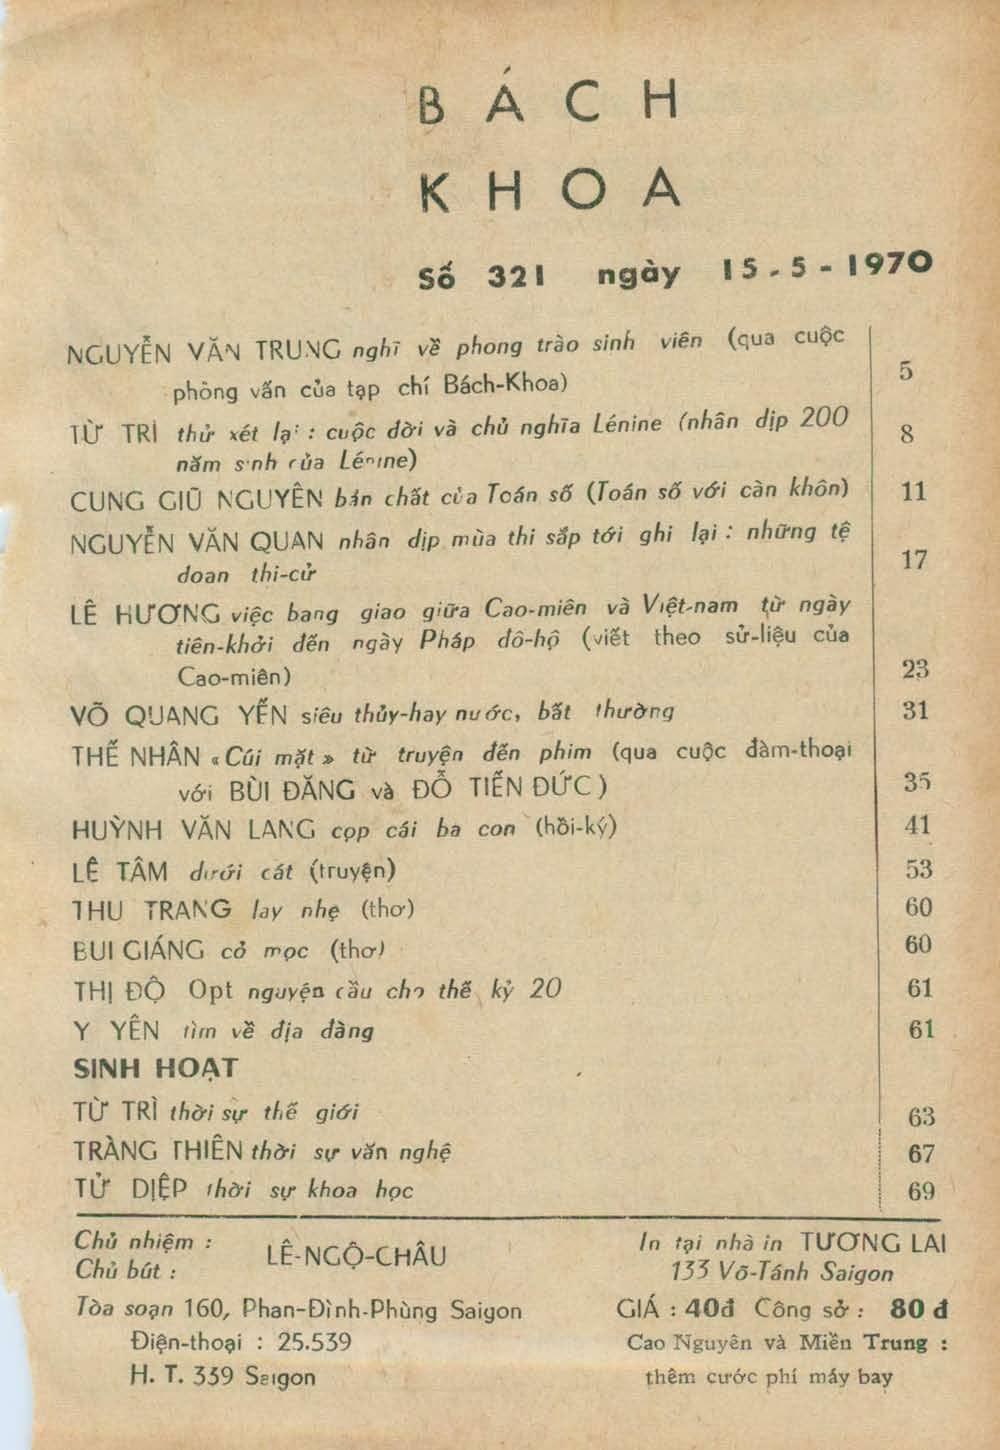 BÁCH
KHOA
Số 321 ngày 15-5-1970
NGUYỄN VĂN TRUNG nghĩ về phong trào sinh viên (qua cuộc
phỏng vấn của tạp chí Bách-Khoa)
5
TỪ TRÌ thử xét lại : cuộc đời và chủ nghĩa Lénine (nhân dịp 200
năm sinh của Lénine)
8
CUNG GIŨ NGUYÊN bản chất của Toán số (Toán số với càn khôn) 11
NGUYỄN VĂN QUAN nhân dịp mùa thi sắp tới ghi lại : những tệ
đoan thi-cử
17
LÊ HƯƠNG việc bang giao giữa Cao-miên và Việt-nam từ ngày
tiên-khởi đến ngày Pháp đô-hộ (viết theo sử-liệu của
Cao-miên)
23
VÕ QUANG YẾN siêu thủy-hay nước, bất thường 31
THẾ NHÂN «Cúi mặt» từ truyện đến phim (qua cuộc đàm-thoại
với BÙI ĐĂNG và ĐỖ TIẾN ĐỨC)
35
HUỲNH VĂN LANG cọp cái ba con (hồi-ký) 41
LÊ TÂM dưới cát (truyện) 53
THU TRANG lay nhẹ (thơ) 60
BUI GIÁNG cỏ mọc (thơ) 60
THỊ ĐỘ Opt nguyện cầu cho thế kỷ 20 61
Y YÊN tìm về địa đàng 61
SINH HOẠT
TỪ TRÌ thời sự thế giới 63
TRÀNG THIÊN thời sự văn nghệ 67
TỬ DIỆP thời sự khoa học 69
Chủ nhiệm :
Chủ bút :
LÊ-NGỘ-CHÂU
Tòa soạn 160, Phan-Đình-Phùng Saigon
Điện-thoại : 25.539
H. T. 339 Saigon
In tại nhà in TƯƠNG LAI
133 Võ-Tánh Saigon
GIÁ : 40đ Công sở : 80 đ
Cao Nguyên và Miền Trung :
thêm cước phí máy bay